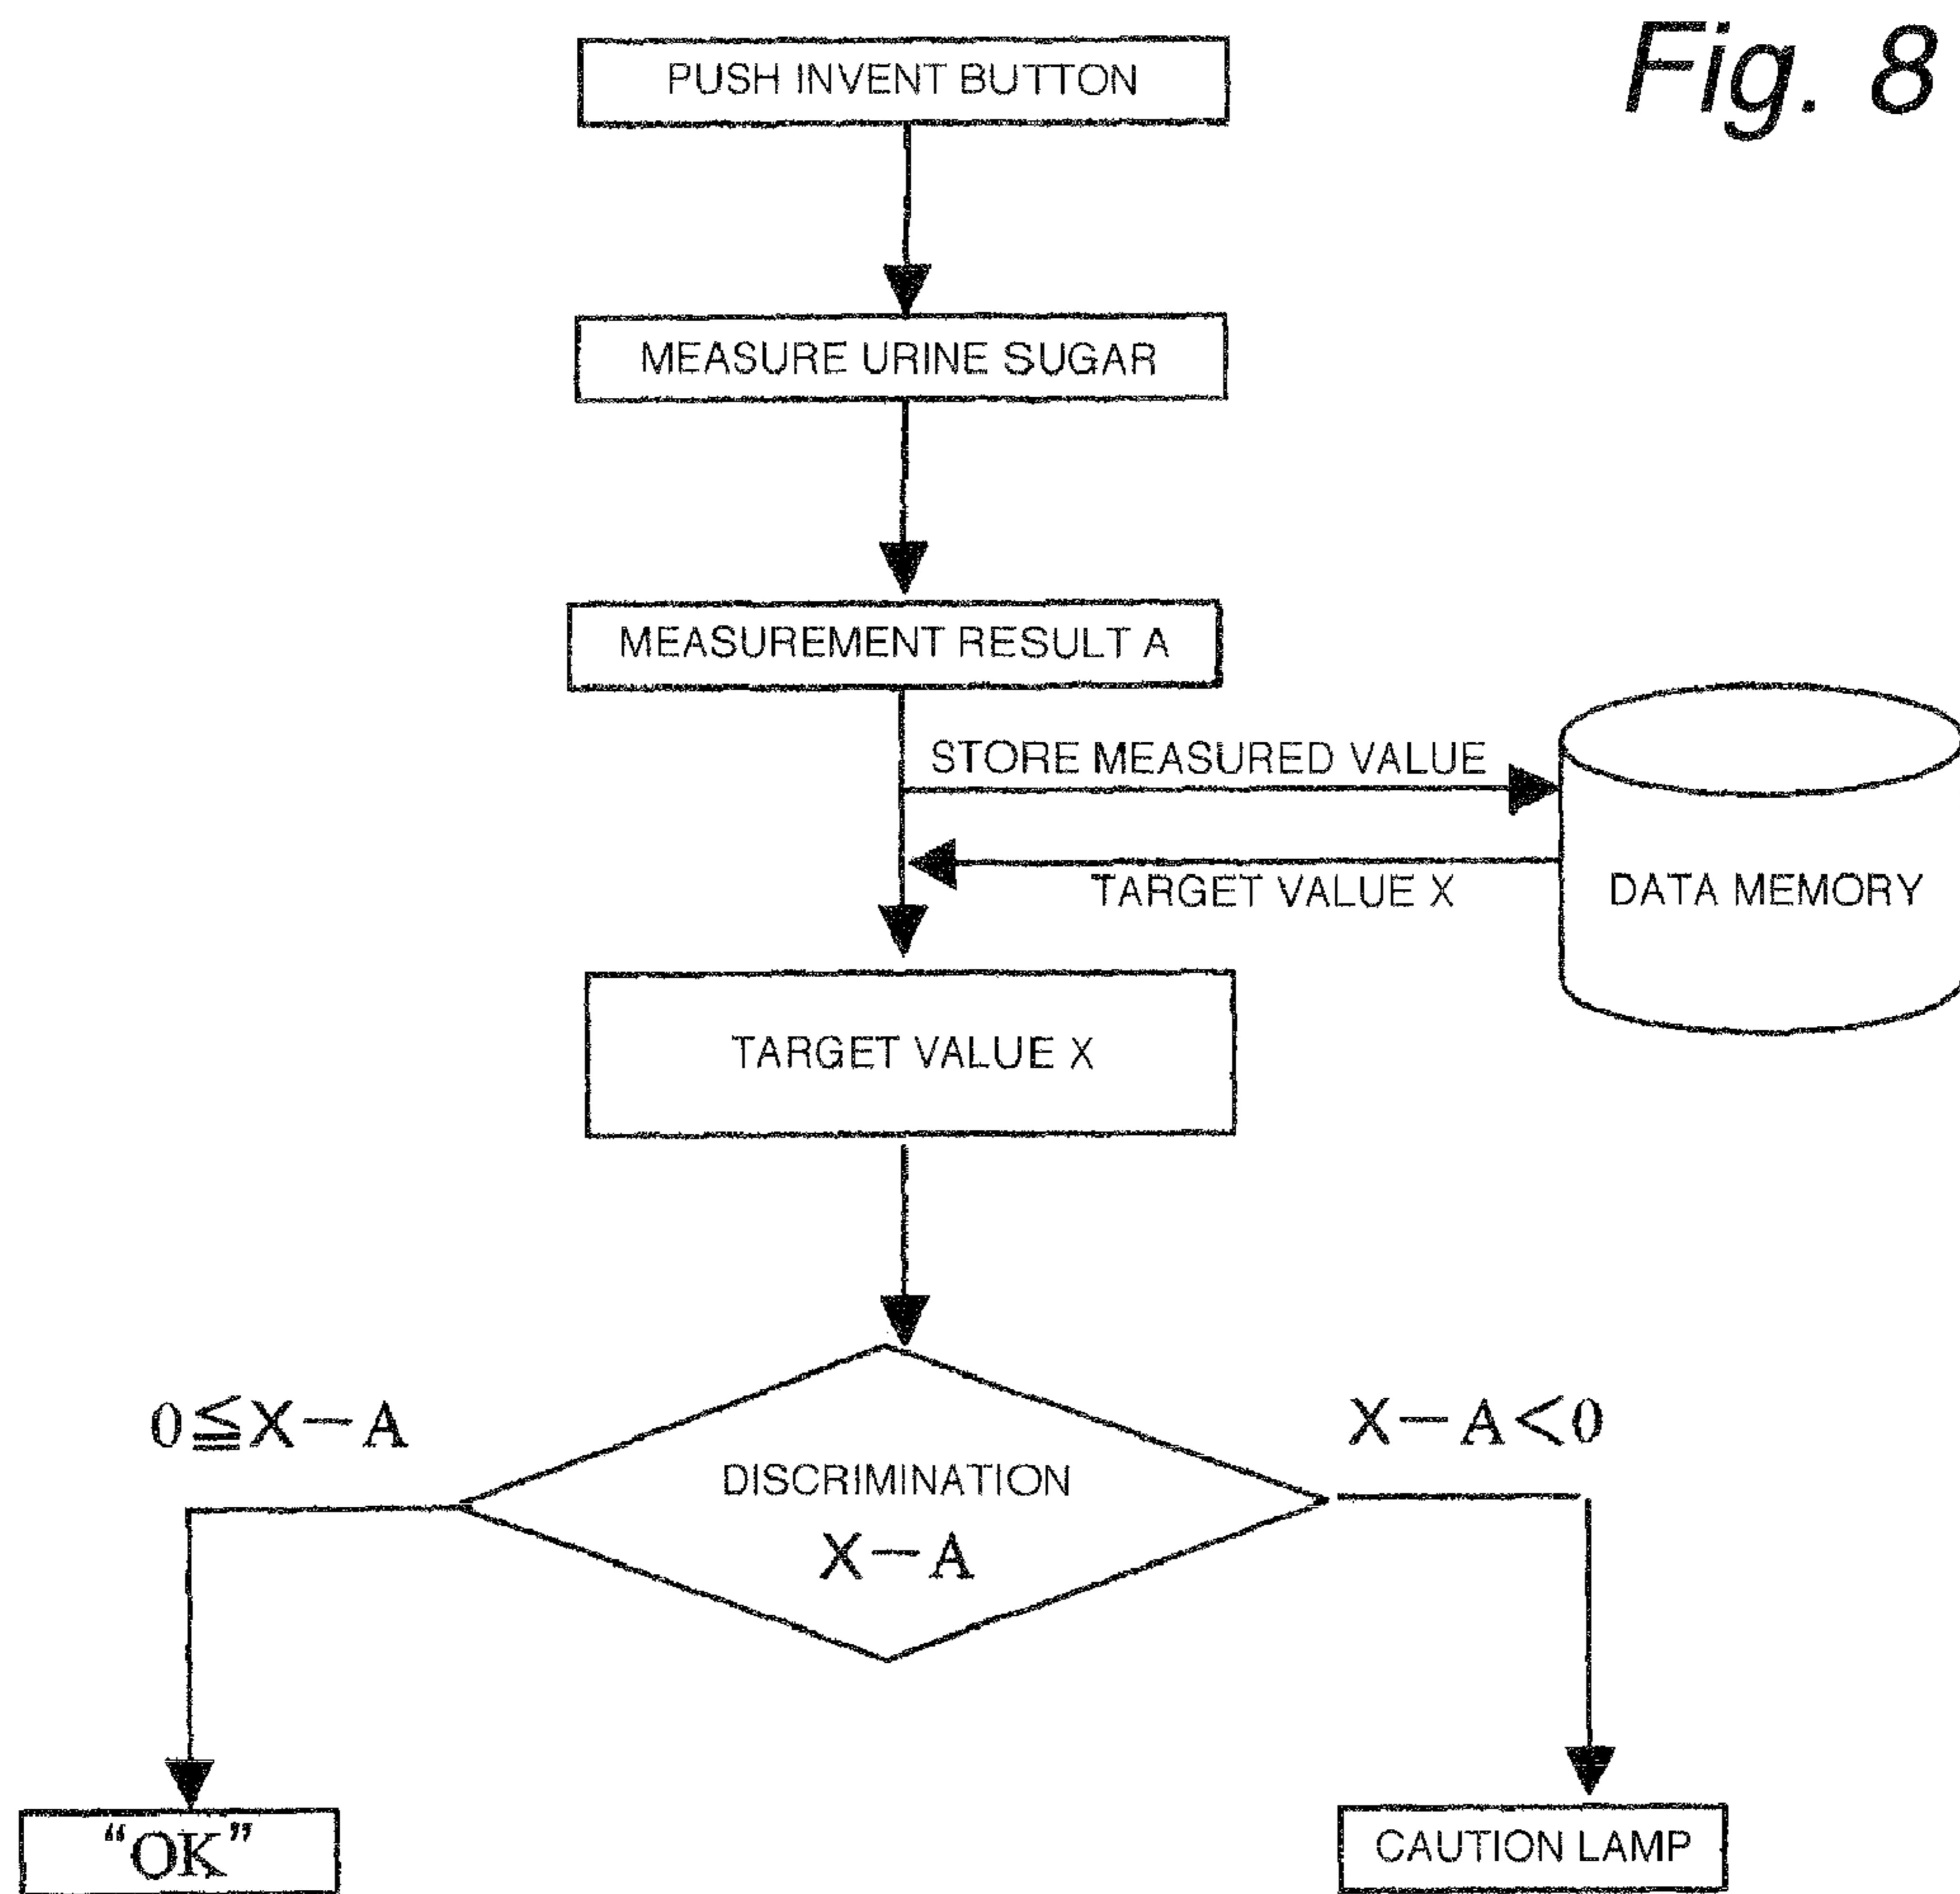 Fig. 8
PUSH INVENT BUTTON
MEASURE URINE SUGAR
MEASUREMENT RESULT A
STORE MEASURED VALUE
TARGET VALUE X
DATA MEMORY
TARGET VALUE X
0≦X−A
X−A<0
DISCRIMINATION
X−A
“OK”
CAUTION LAMP